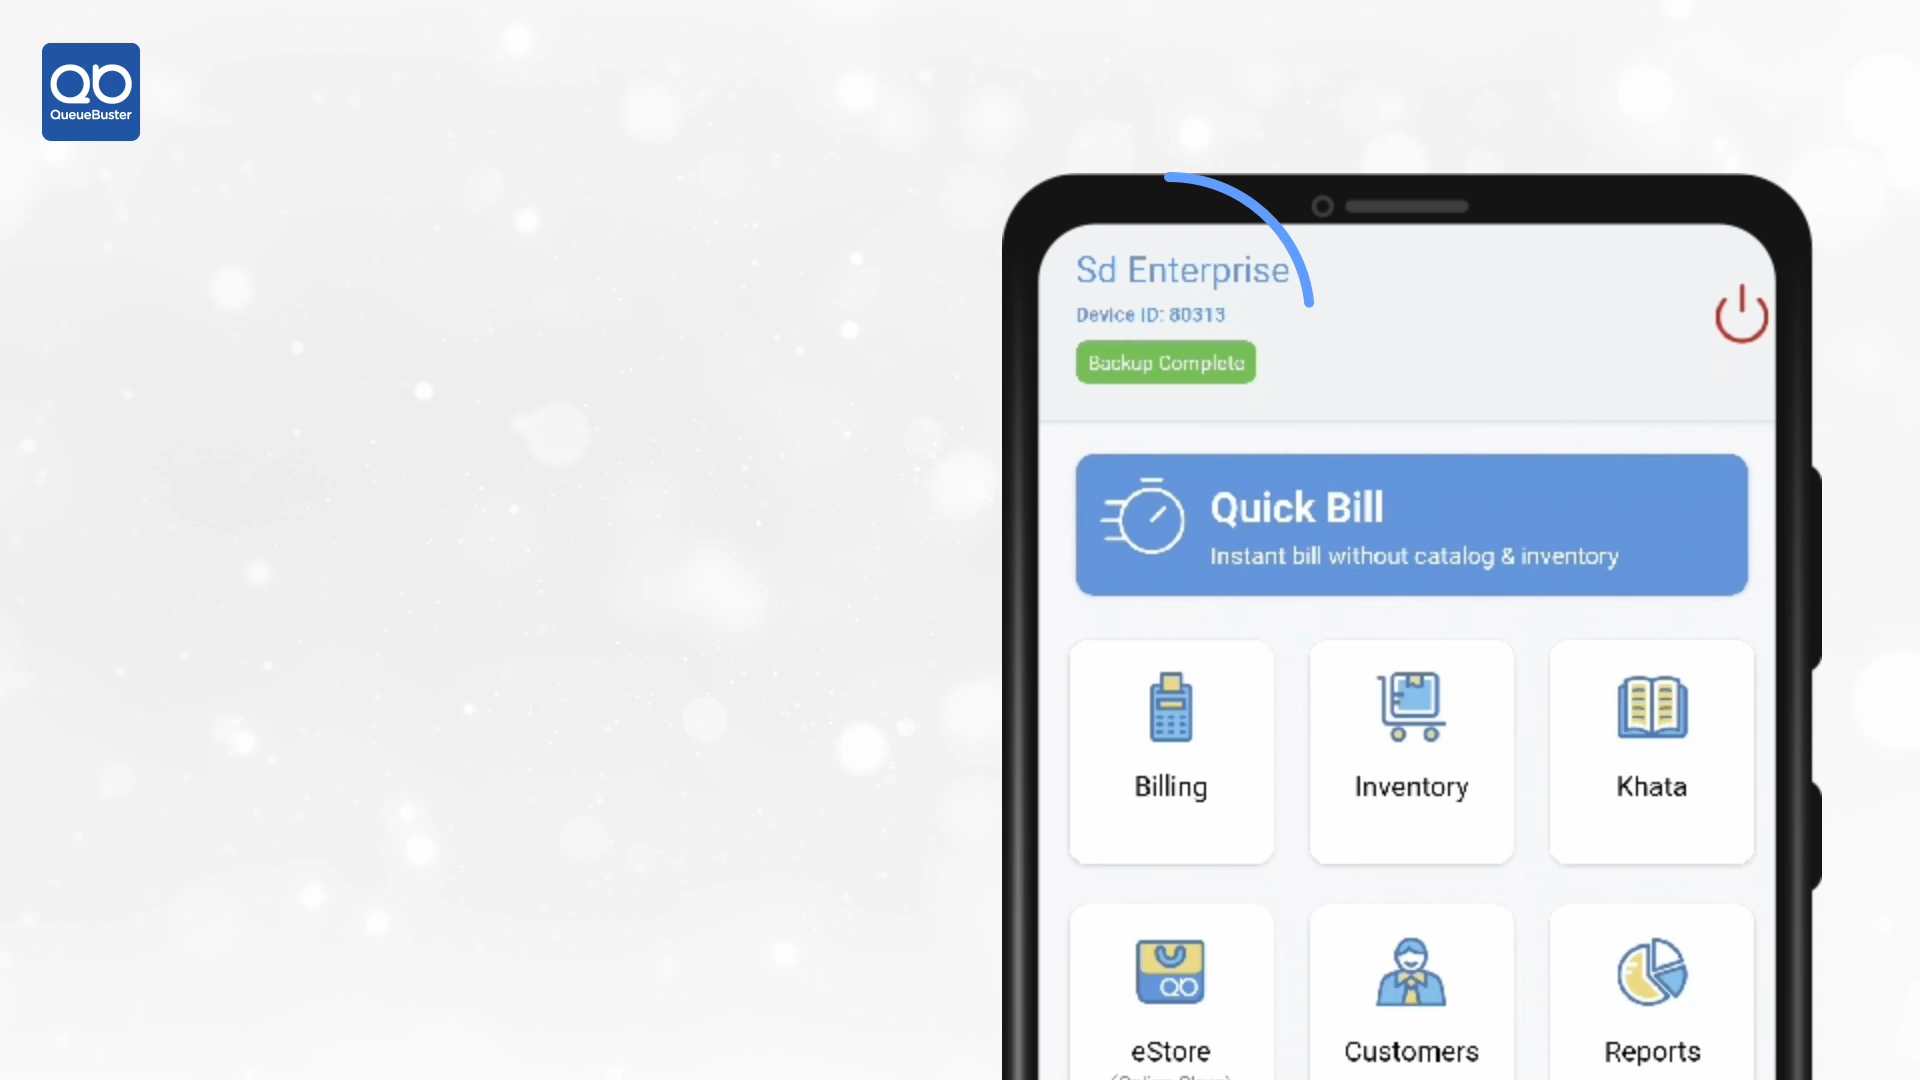 QueueBuster
Sd Enterprise
Device ID: 80313
Backup Complete
Quick Bill
Instant bill without catalog & inventory
Billing
Inventory
Khata
eStore
Customers
Reports